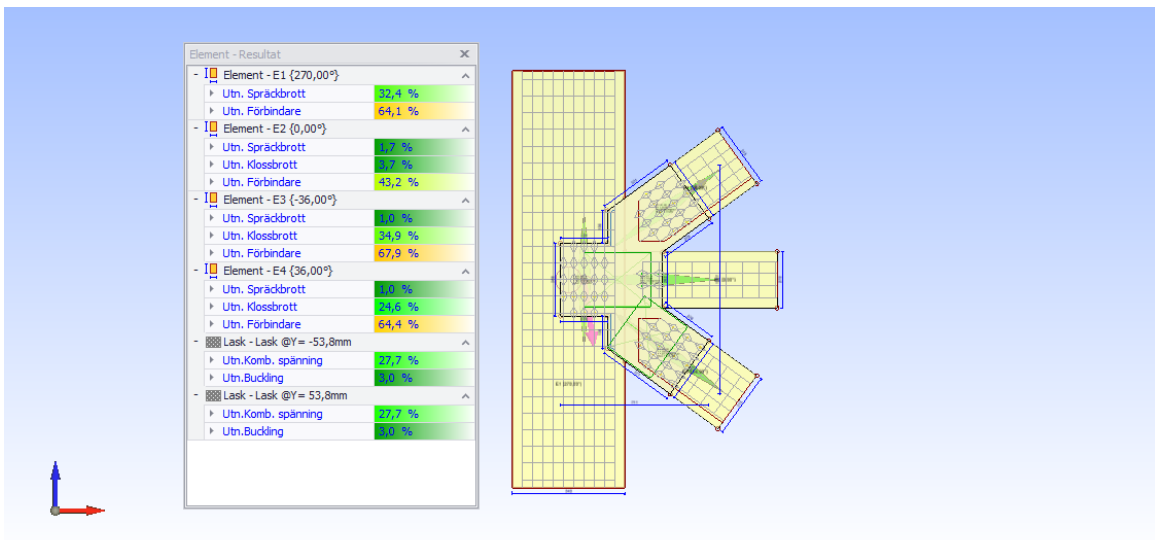 Element - Resultat
Element - E1 {270,00°}
Utn. Spräckbrott 32,4 %
Utn. Förbindare 64,1 %
Element - E2 {0,00°}
Utn. Spräckbrott 1,7 %
Utn. Klossbrott 3,7 %
Utn. Förbindare 43,2 %
Element - E3 {-36,00°}
Utn. Spräckbrott 1,0 %
Utn. Klossbrott 34,9 %
Utn. Förbindare 67,9 %
Element - E4 {36,00°}
Utn. Spräckbrott 1,0 %
Utn. Klossbrott 24,6 %
Utn. Förbindare 64,4 %
Lask - Lask @Y= -53,8mm
Utn.Komb. spänning 27,7 %
Utn.Buckling 3,0 %
Lask - Lask @Y= 53,8mm
Utn.Komb. spänning 27,7 %
Utn.Buckling 3,0 %